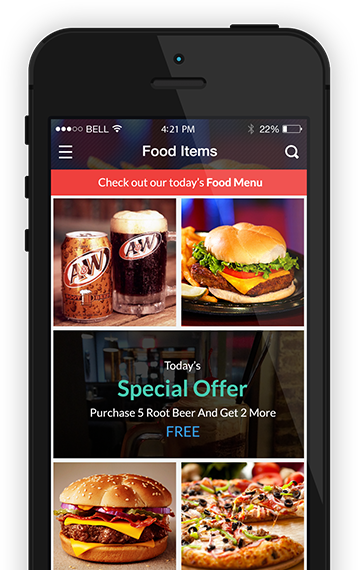 BELL 4:21 PM 22%
Food Items
Check out our today's Food Menu
A&W A&W
Today's
Special Offer
Purchase 5 Root Beer And Get 2 More
FREE